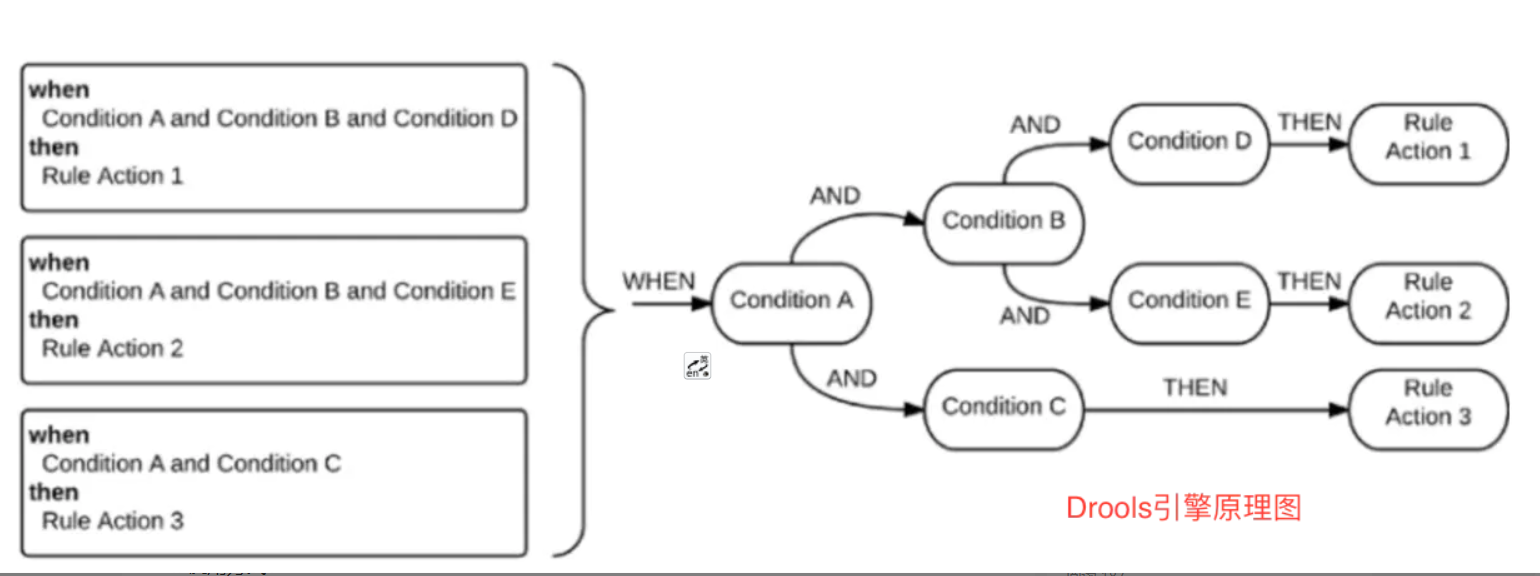 when
Condition A and Condition B and Condition D
then
Rule Action 1
when
Condition A and Condition B and Condition E
then
Rule Action 2
when
Condition A and Condition C
then
Rule Action 3
WHEN
Condition A
AND
Condition B
AND
Condition D
THEN
Rule
Action 1
AND
Condition E
THEN
Rule
Action 2
AND
Condition C
THEN
Rule
Action 3
en
Drools引擎原理图